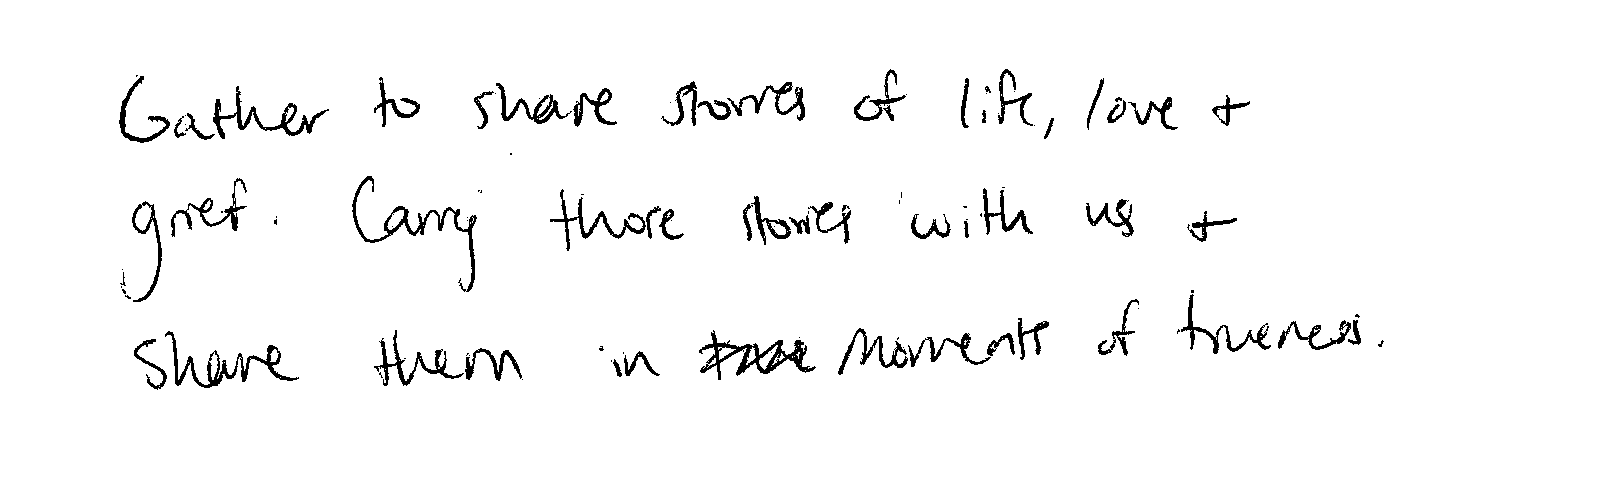 Gather to share stories of life, love +
grief. Carry those stories with us +
share them in moments of trueness.